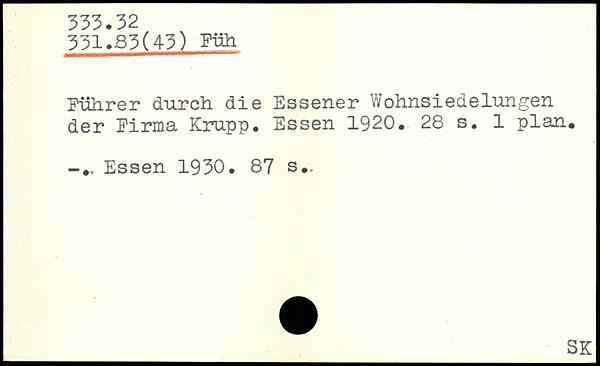 333.32
331.83(43) Füh
Führer durch die Essener Wohnsiedelungen
der Firma Krupp. Essen 1920. 28 s. 1 plan.
-. Essen 1930. 87 s.
SK